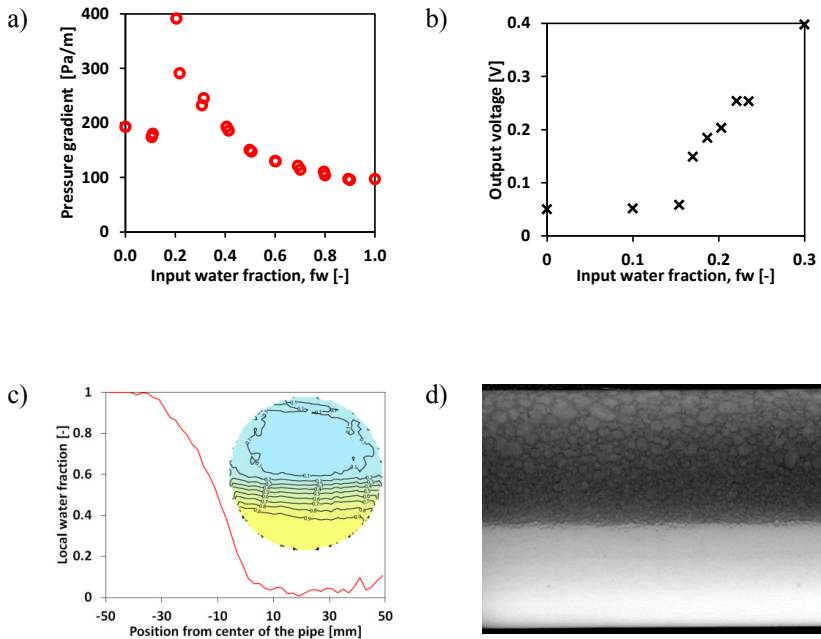 a)
Pressure gradient [Pa/m]
400
300
200
100
0
0.0 0.2 0.4 0.6 0.8 1.0
Input water fraction, fw [-]
b)
Output voltage [V]
0.4
0.3
0.2
0.1
0
0 0.1 0.2 0.3
Input water fraction, fw [-]
c)
Local water fraction [-]
1
0.8
0.6
0.4
0.2
0
-50 -30 -10 10 30 50
Position from center of the pipe [mm]
d)